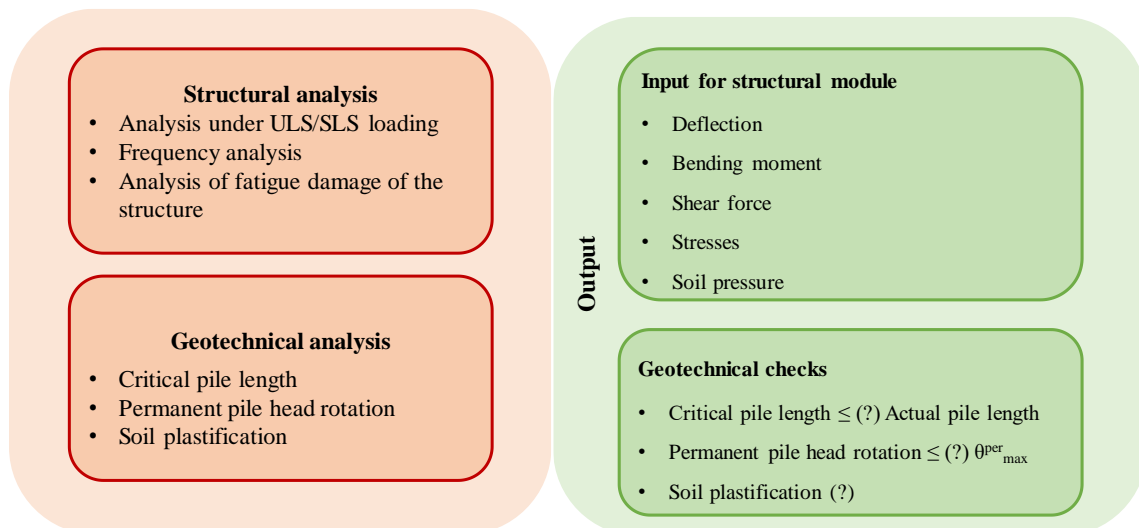 Structural analysis
• Analysis under ULS/SLS loading
• Frequency analysis
• Analysis of fatigue damage of the
structure
Geotechnical analysis
• Critical pile length
• Permanent pile head rotation
• Soil plastification
Output
Input for structural module
• Deflection
• Bending moment
• Shear force
• Stresses
• Soil pressure
Geotechnical checks
• Critical pile length ≤ (?) Actual pile length
• Permanent pile head rotation ≤ (?) θ^per_max
• Soil plastification (?)